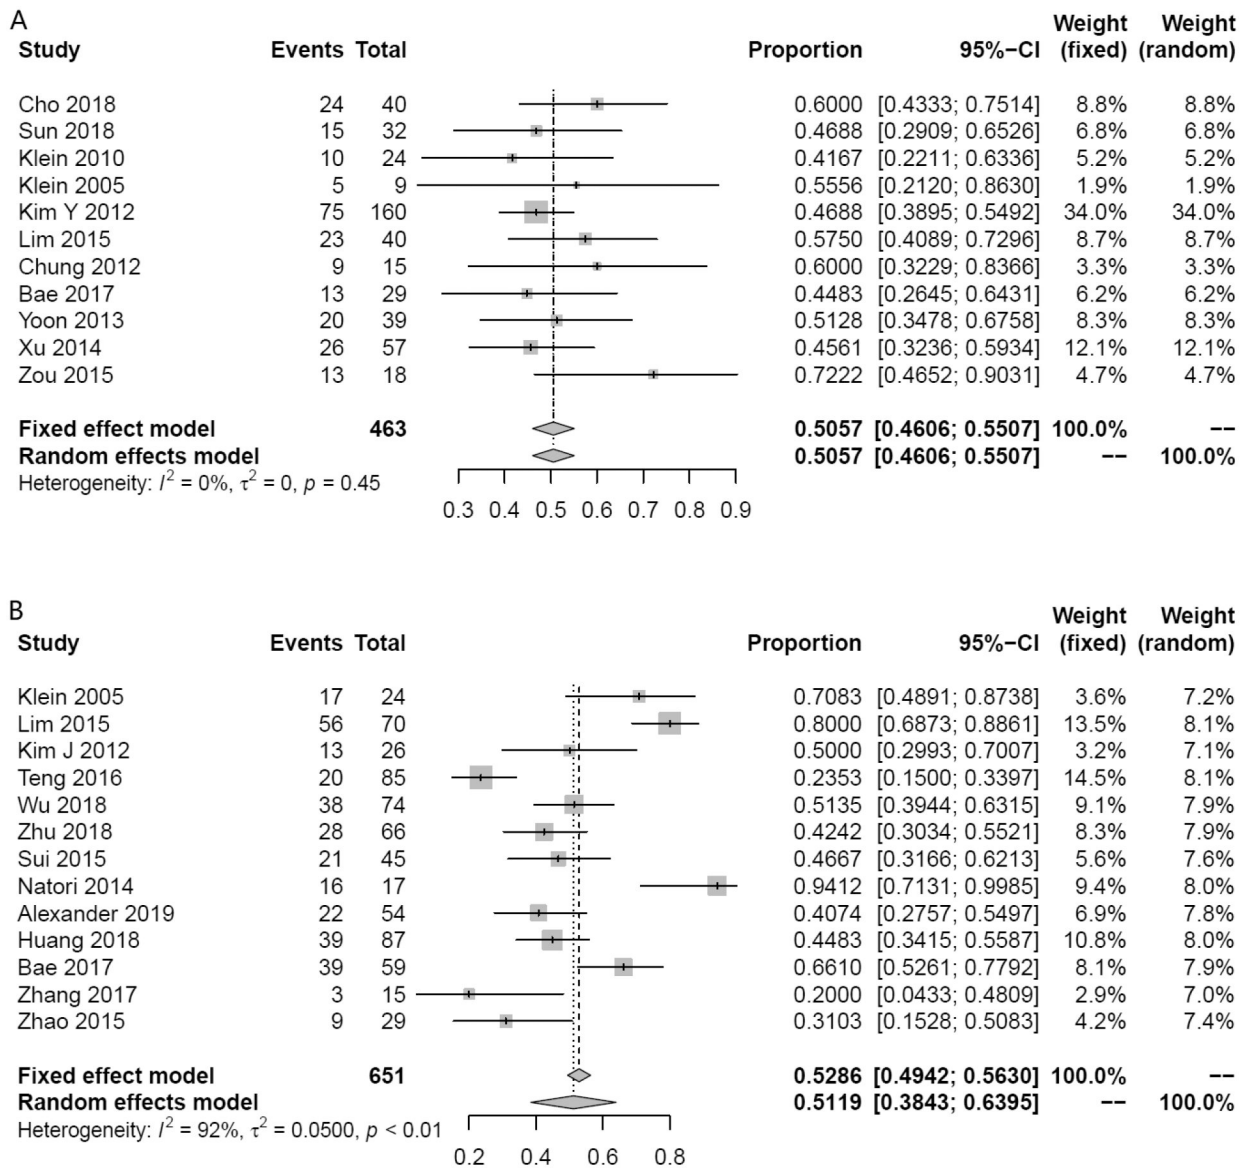 A
Weight Weight
Study Events Total Proportion 95%−CI (fixed) (random)
Cho 2018 24 40 0.6000 [0.4333; 0.7514] 8.8% 8.8%
Sun 2018 15 32 0.4688 [0.2909; 0.6526] 6.8% 6.8%
Klein 2010 10 24 0.4167 [0.2211; 0.6336] 5.2% 5.2%
Klein 2005 5 9 0.5556 [0.2120; 0.8630] 1.9% 1.9%
Kim Y 2012 75 160 0.4688 [0.3895; 0.5492] 34.0% 34.0%
Lim 2015 23 40 0.5750 [0.4089; 0.7296] 8.7% 8.7%
Chung 2012 9 15 0.6000 [0.3229; 0.8366] 3.3% 3.3%
Bae 2017 13 29 0.4483 [0.2645; 0.6431] 6.2% 6.2%
Yoon 2013 20 39 0.5128 [0.3478; 0.6758] 8.3% 8.3%
Xu 2014 26 57 0.4561 [0.3236; 0.5934] 12.1% 12.1%
Zou 2015 13 18 0.7222 [0.4652; 0.9031] 4.7% 4.7%
Fixed effect model 463 0.5057 [0.4606; 0.5507] 100.0% −−
Random effects model 0.5057 [0.4606; 0.5507] −− 100.0%
Heterogeneity: I² = 0%, τ² = 0, p = 0.45
0.3 0.4 0.5 0.6 0.7 0.8 0.9
B
Weight Weight
Study Events Total Proportion 95%−CI (fixed) (random)
Klein 2005 17 24 0.7083 [0.4891; 0.8738] 3.6% 7.2%
Lim 2015 56 70 0.8000 [0.6873; 0.8861] 13.5% 8.1%
Kim J 2012 13 26 0.5000 [0.2993; 0.7007] 3.2% 7.1%
Teng 2016 20 85 0.2353 [0.1500; 0.3397] 14.5% 8.1%
Wu 2018 38 74 0.5135 [0.3944; 0.6315] 9.1% 7.9%
Zhu 2018 28 66 0.4242 [0.3034; 0.5521] 8.3% 7.9%
Sui 2015 21 45 0.4667 [0.3166; 0.6213] 5.6% 7.6%
Natori 2014 16 17 0.9412 [0.7131; 0.9985] 9.4% 8.0%
Alexander 2019 22 54 0.4074 [0.2757; 0.5497] 6.9% 7.8%
Huang 2018 39 87 0.4483 [0.3415; 0.5587] 10.8% 8.0%
Bae 2017 39 59 0.6610 [0.5261; 0.7792] 8.1% 7.9%
Zhang 2017 3 15 0.2000 [0.0433; 0.4809] 2.9% 7.0%
Zhao 2015 9 29 0.3103 [0.1528; 0.5083] 4.2% 7.4%
Fixed effect model 651 0.5286 [0.4942; 0.5630] 100.0% −−
Random effects model 0.5119 [0.3843; 0.6395] −− 100.0%
Heterogeneity: I² = 92%, τ² = 0.0500, p < 0.01
0.2 0.4 0.6 0.8